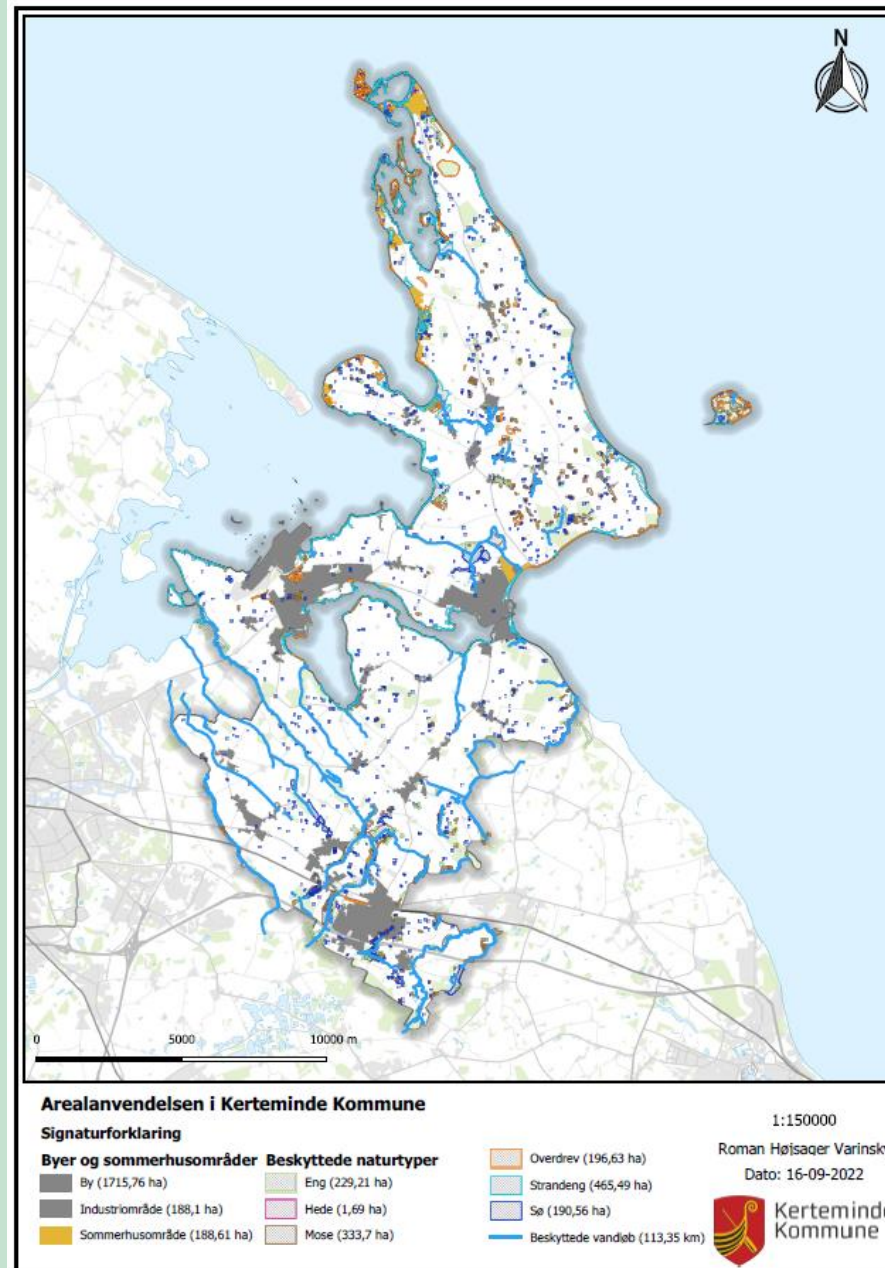 N
0 5000 10000 m
Arealanvendelsen i Kerteminde Kommune
Signaturforklaring
Byer og sommerhusområder
By (1715,76 ha)
Industriområde (188,1 ha)
Sommerhusområde (188,61 ha)
Beskyttede naturtyper
Eng (229,21 ha)
Hede (1,69 ha)
Mose (333,7 ha)
Overdrev (196,63 ha)
Strandeng (465,49 ha)
Sø (190,56 ha)
Beskyttede vandløb (113,35 km)
1:150000
Roman Højsager Varinsky
Dato: 16-09-2022
Kerteminde
Kommune